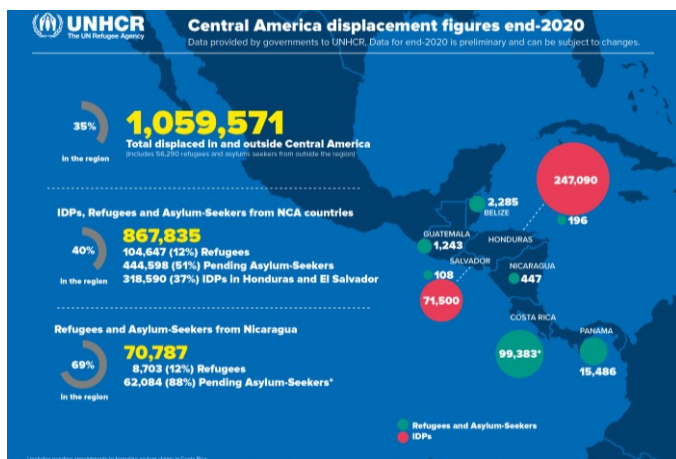 UNHCR
The UN Refugee Agency
Central America displacement figures end-2020
Data provided by governments to UNHCR, Data for end-2020 is preliminary and can be subject to changes.
35%
In the region
1,059,571
Total displaced in and outside Central America
(Includes 56,290 refugees and asylums seekers from outside the region)
IDPs, Refugees and Asylum-Seekers from NCA countries
40%
In the region
867,835
104,647 (12%) Refugees
444,598 (51%) Pending Asylum-Seekers
318,590 (37%) IDPs in Honduras and El Salvador
Refugees and Asylum-Seekers from Nicaragua
69%
In the region
70,787
8,703 (12%) Refugees
62,084 (88%) Pending Asylum-Seekers*
247,090
2,285
BELIZE
196
GUATEMALA
1,243
HONDURAS
SALVADOR
108
NICARAGUA
447
71,500
COSTA RICA
99,383*
PANAMA
15,486
Refugees and Asylum-Seekers
IDPs